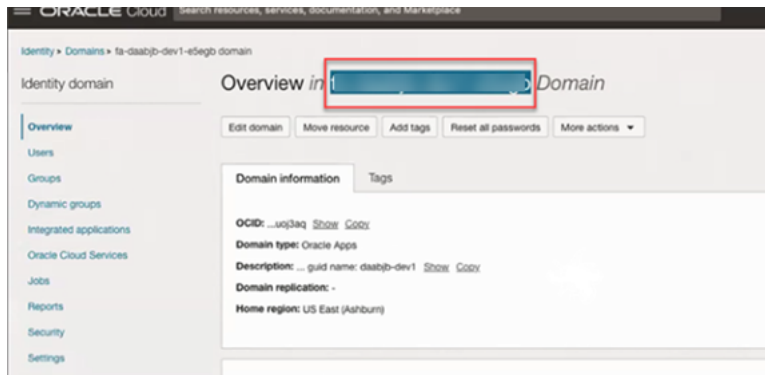 ORACLE Cloud Search resources, services, documentation, and Marketplace
Identity » Domains » fa-daabjb-dev1-e5egb domain
Identity domain
Overview in Domain
Edit domain Move resource Add tags Reset all passwords More actions
Overview
Users
Groups
Dynamic groups
Integrated applications
Oracle Cloud Services
Jobs
Reports
Security
Settings
Domain information Tags
OCID: ...uoj3aq Show Copy
Domain type: Oracle Apps
Description: ... guid name: daabjb-dev1 Show Copy
Domain replication: -
Home region: US East (Ashburn)